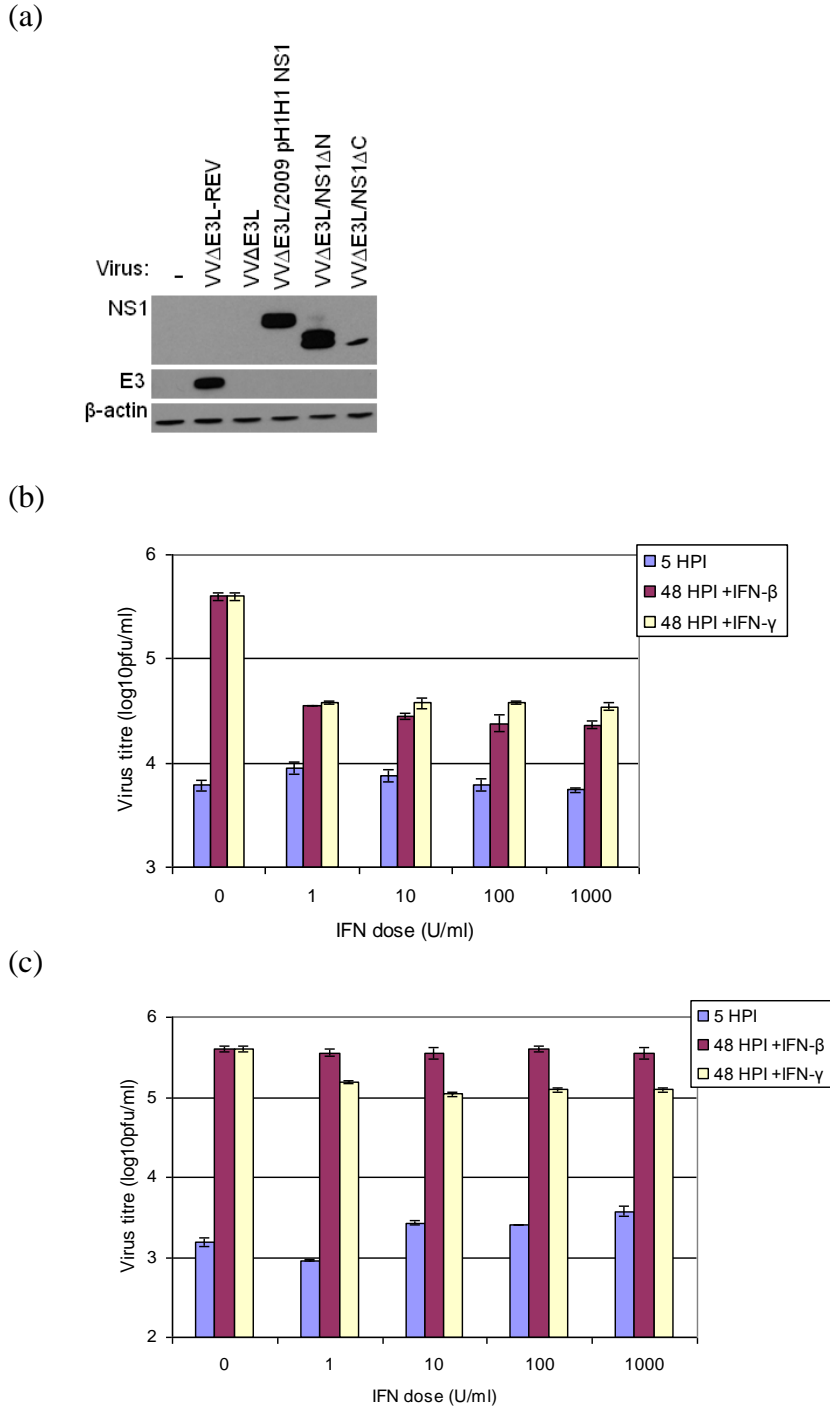 (a)
Virus:
-
VVΔE3L-REV
VVΔE3L
VVΔE3L/2009 pH1H1 NS1
VVΔE3L/NS1ΔN
VVΔE3L/NS1ΔC
NS1
E3
β-actin
(b)
Virus titre (log10pfu/ml)
6
5
4
3
0 1 10 100 1000
IFN dose (U/ml)
5 HPI
48 HPI +IFN-β
48 HPI +IFN-γ
(c)
Virus titre (log10pfu/ml)
6
5
4
3
2
0 1 10 100 1000
IFN dose (U/ml)
5 HPI
48 HPI +IFN-β
48 HPI +IFN-γ